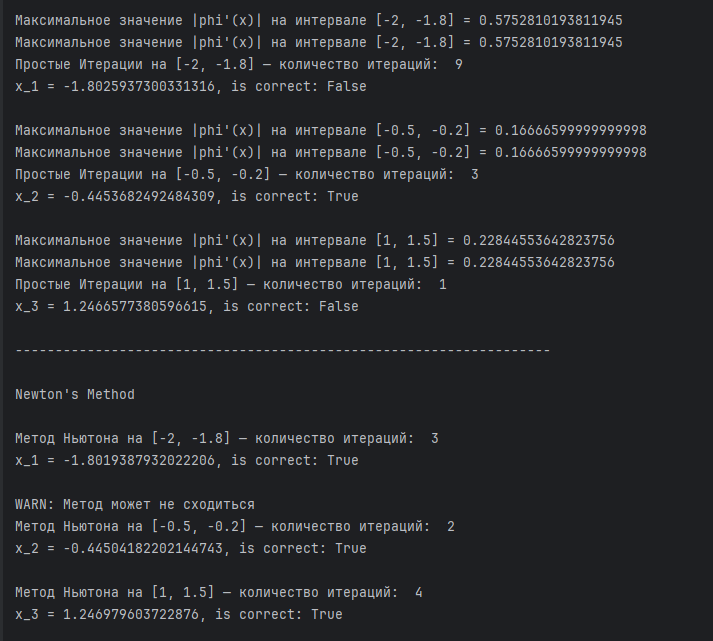 Максимальное значение |phi'(x)| на интервале [-2, -1.8] = 0.5752810193811945
Максимальное значение |phi'(x)| на интервале [-2, -1.8] = 0.5752810193811945
Простые Итерации на [-2, -1.8] — количество итераций:  9
x_1 = -1.8025937300331316, is correct: False
Максимальное значение |phi'(x)| на интервале [-0.5, -0.2] = 0.16666599999999998
Максимальное значение |phi'(x)| на интервале [-0.5, -0.2] = 0.16666599999999998
Простые Итерации на [-0.5, -0.2] — количество итераций:  3
x_2 = -0.4453682492484309, is correct: True
Максимальное значение |phi'(x)| на интервале [1, 1.5] = 0.22844553642823756
Максимальное значение |phi'(x)| на интервале [1, 1.5] = 0.22844553642823756
Простые Итерации на [1, 1.5] — количество итераций:  1
x_3 = 1.2466577380596615, is correct: False
-------------------------------------------------------------------
Newton's Method
Метод Ньютона на [-2, -1.8] — количество итераций:  3
x_1 = -1.8019387932022206, is correct: True
WARN: Метод может не сходиться
Метод Ньютона на [-0.5, -0.2] — количество итераций:  2
x_2 = -0.44504182202144743, is correct: True
Метод Ньютона на [1, 1.5] — количество итераций:  4
x_3 = 1.246979603722876, is correct: True